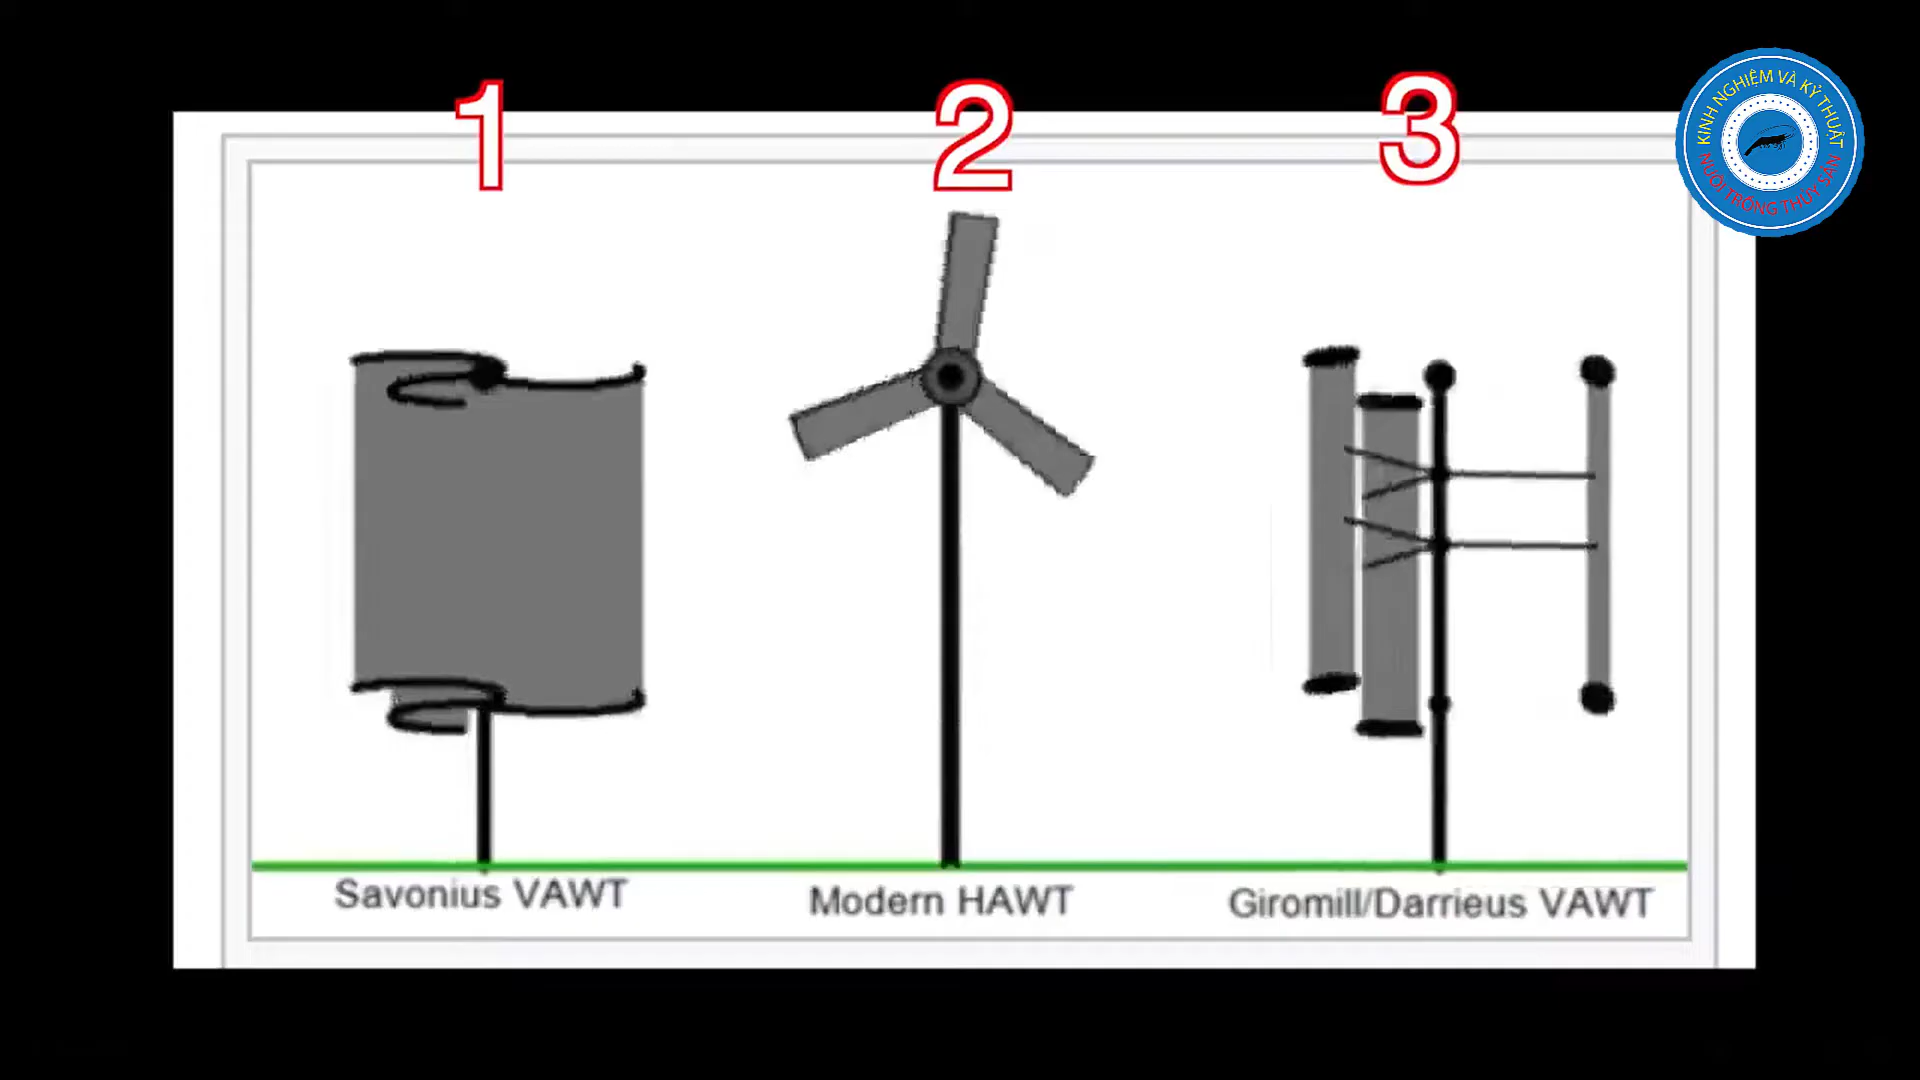 1
2
3
KINH NGHIỆM VÀ KỸ THUẬT
NUÔI TRỒNG THỦY SẢN
Savonius VAWT
Modern HAWT
Giromill/Darrieus VAWT